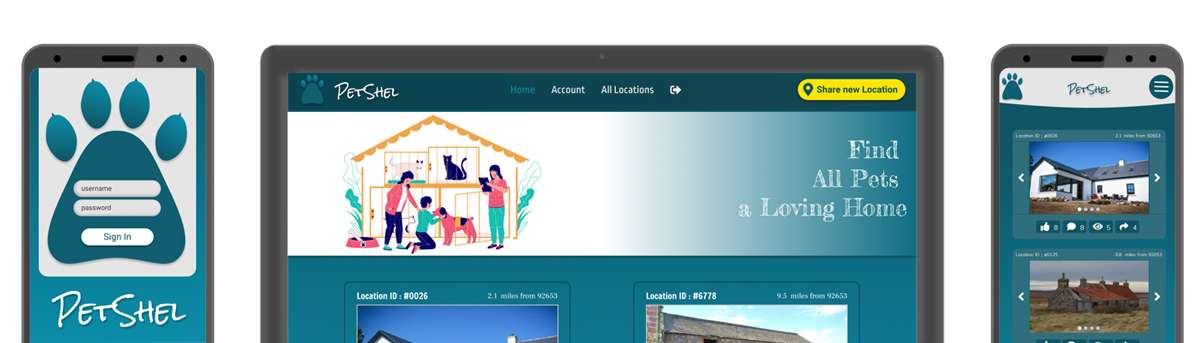 username
password
Sign In
PetShel
PetShel
Home
Account
All Locations
Share new Location
Find
All Pets
a Loving Home
Location ID : #0026
2.1 miles from 92653
Location ID : #6778
9.5 miles from 92653
PetShel
Location ID : #0026
2.1 miles from 92653
8
8
5
4
Location ID : #0125
0.8 miles from 92653